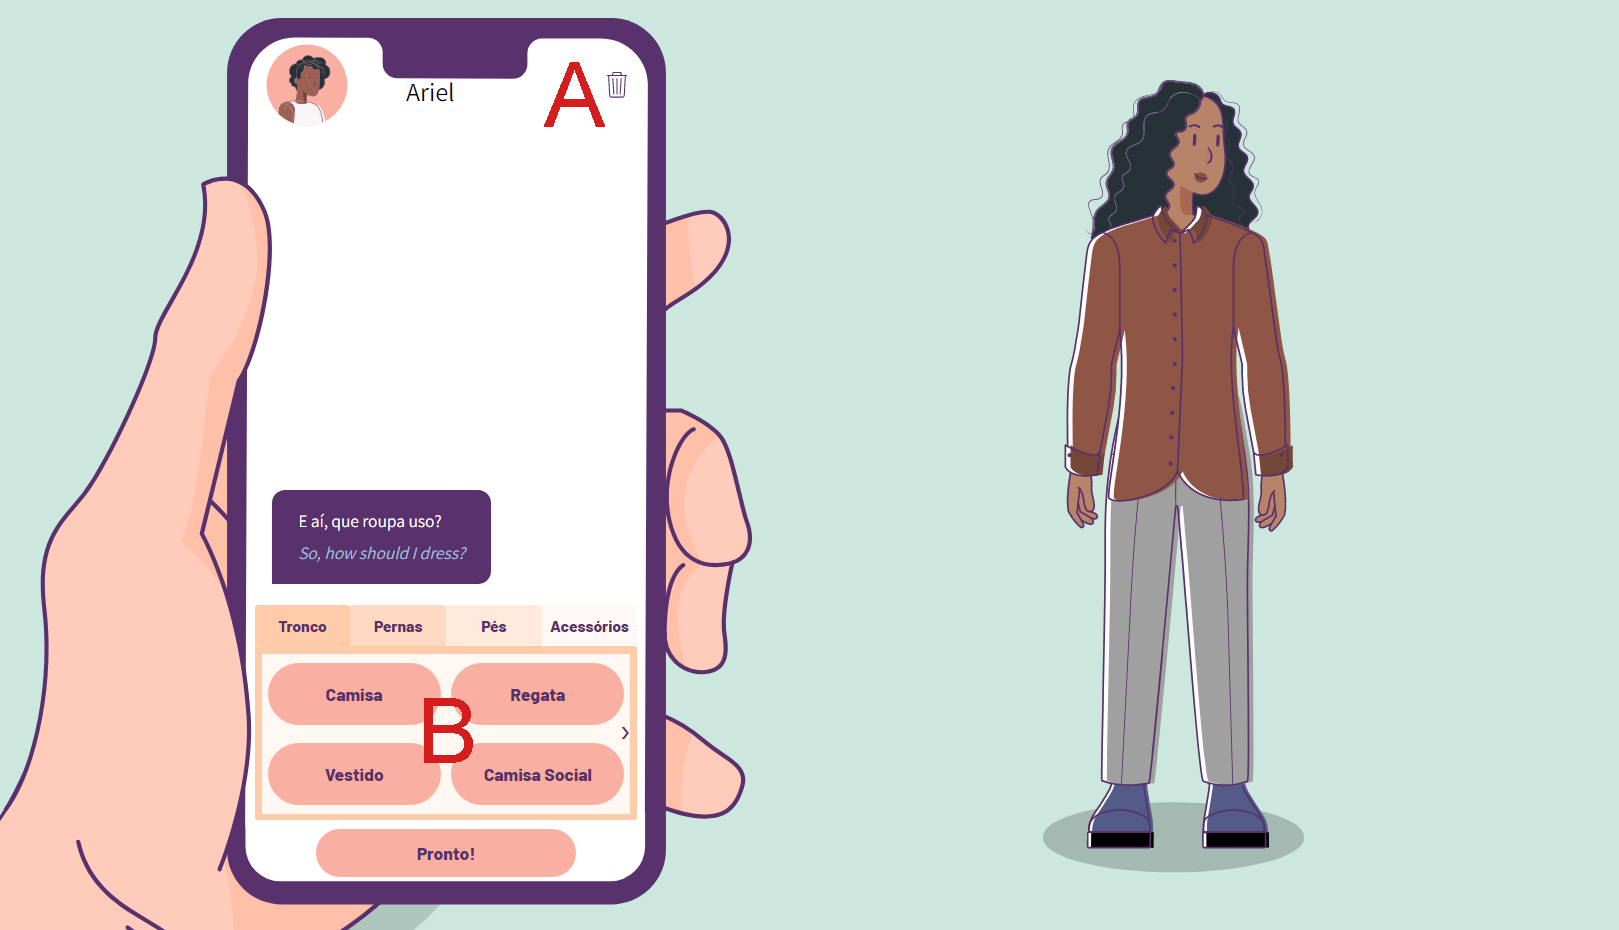 Ariel
A
E aí, que roupa uso?
So, how should I dress?
Tronco Pernas Pés Acessórios
Camisa Regata
B
Vestido Camisa Social
Pronto!